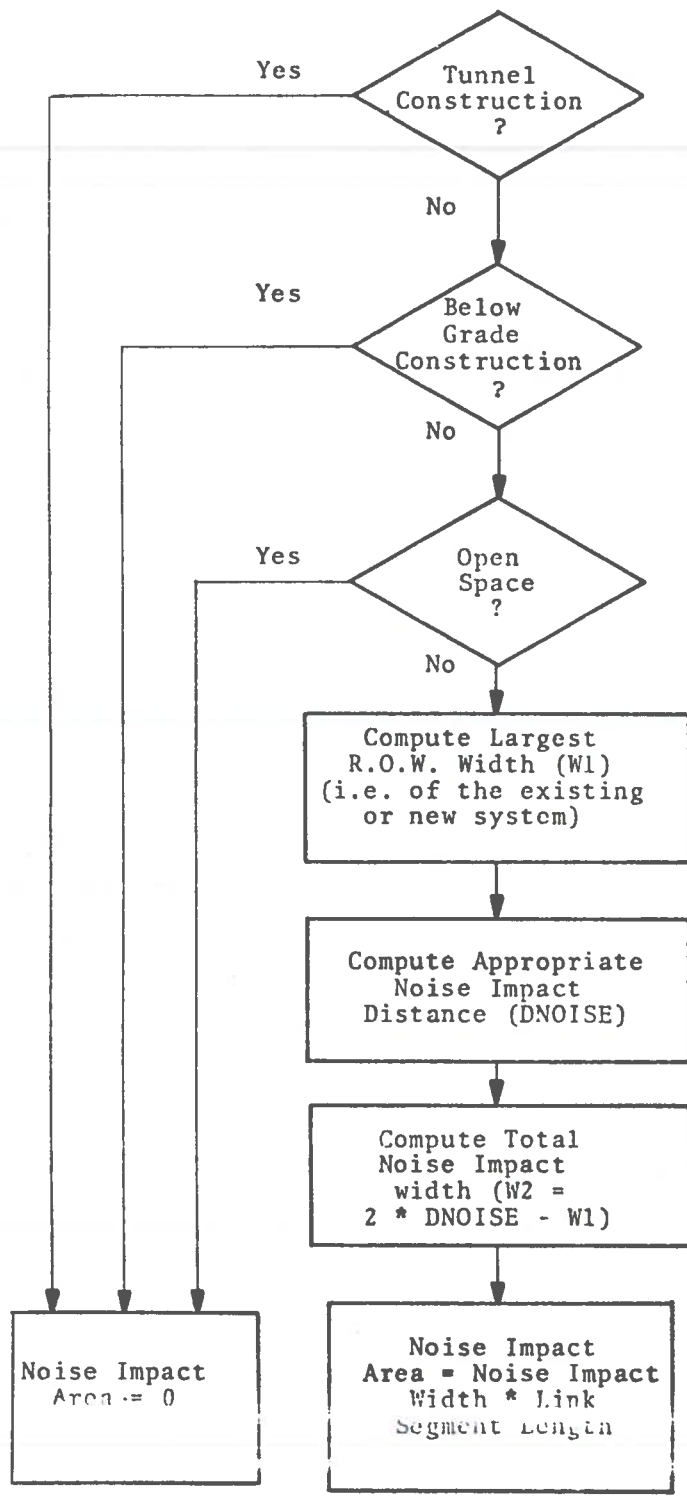 Yes
Tunnel
Construction
?
No
Yes
Below
Grade
Construction
?
No
Yes
Open
Space
?
No
Compute Largest
R.O.W. Width (W1)
(i.e. of the existing
or new system)
Compute Appropriate
Noise Impact
Distance (DNOISE)
Compute Total
Noise Impact
width (W2 =
2 * DNOISE - W1)
Noise Impact
Area = 0
Noise Impact
Area = Noise Impact
Width * Link
Segment Length